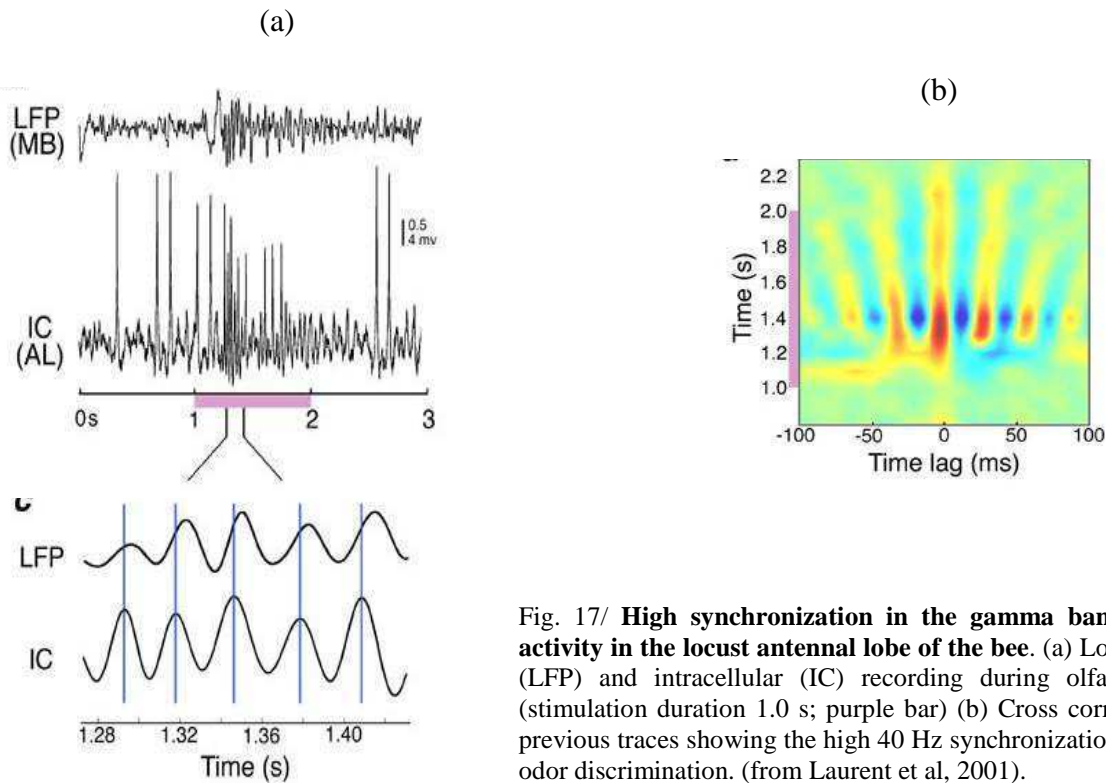 (a)
LFP
(MB)
0.5
4 mv
IC
(AL)
0s 1 2 3
LFP
IC
1.28 1.32 1.36 1.40
Time (s)
(b)
2.2
2.0
1.8
1.6
1.4
1.2
1.0
Time (s)
-100 -50 0 50 100
Time lag (ms)
Fig. 17/ High synchronization in the gamma ban
activity in the locust antennal lobe of the bee. (a) Lo
(LFP) and intracellular (IC) recording during olfa
(stimulation duration 1.0 s; purple bar) (b) Cross corr
previous traces showing the high 40 Hz synchronization
odor discrimination. (from Laurent et al, 2001).